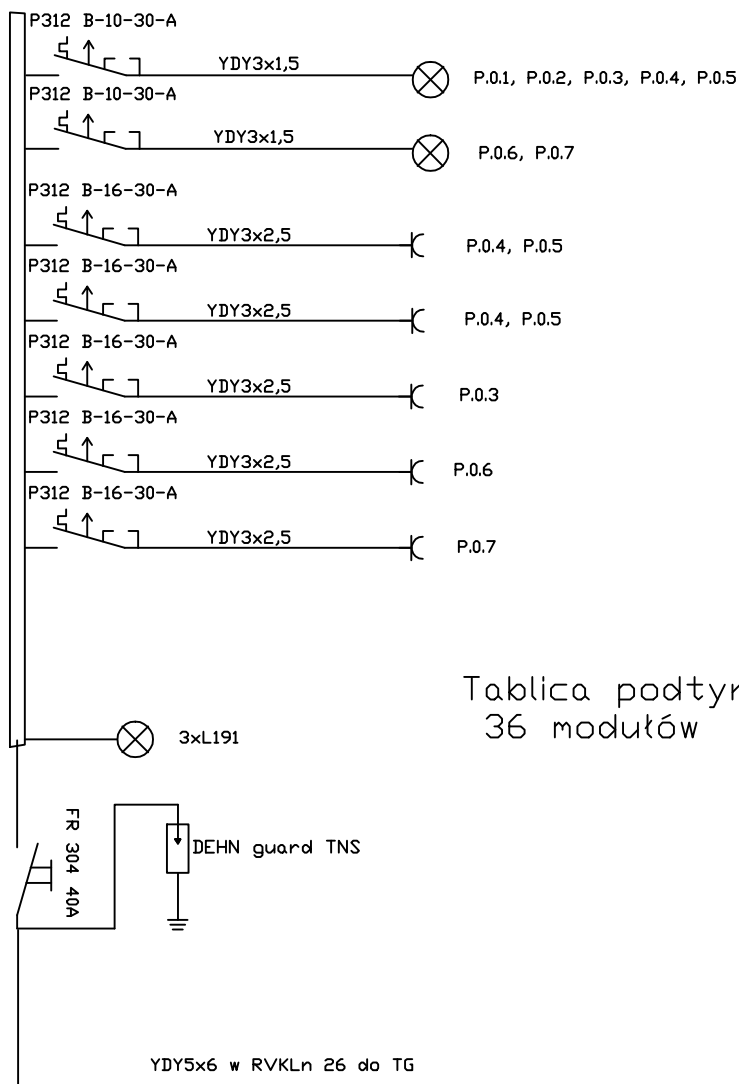 P312 B-10-30-A
YDY3x1,5
P.0.1, P.0.2, P.0.3, P.0.4, P.0.5
P312 B-10-30-A
YDY3x1,5
P.0.6, P.0.7
P312 B-16-30-A
YDY3x2,5
P.0.4, P.0.5
P312 B-16-30-A
YDY3x2,5
P.0.4, P.0.5
P312 B-16-30-A
YDY3x2,5
P.0.3
P312 B-16-30-A
YDY3x2,5
P.0.6
P312 B-16-30-A
YDY3x2,5
P.0.7
Tablica podtyn
36 modułów
3xL191
FR 304 40A
DEHN guard TNS
YDY5x6 w RVKLn 26 do TG